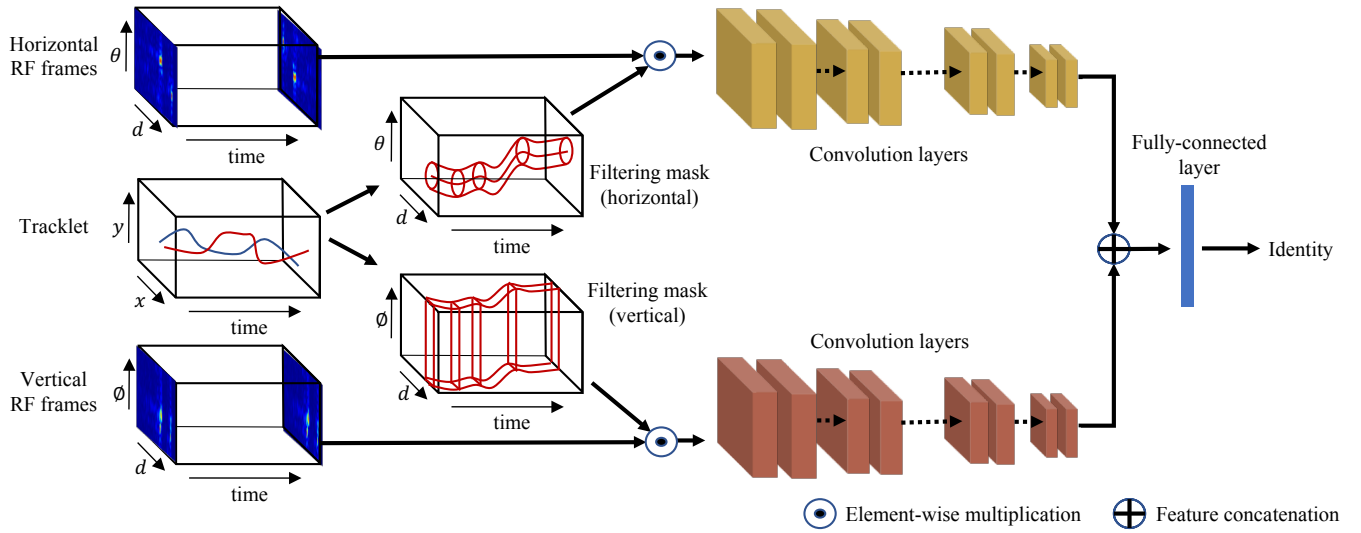 Horizontal
RF frames
θ
d
time
Tracklet
y
x
time
Vertical
RF frames
∅
d
time
θ
d
time
Filtering mask
(horizontal)
∅
d
time
Filtering mask
(vertical)
Convolution layers
Convolution layers
Fully-connected
layer
Identity
Element-wise multiplication
Feature concatenation